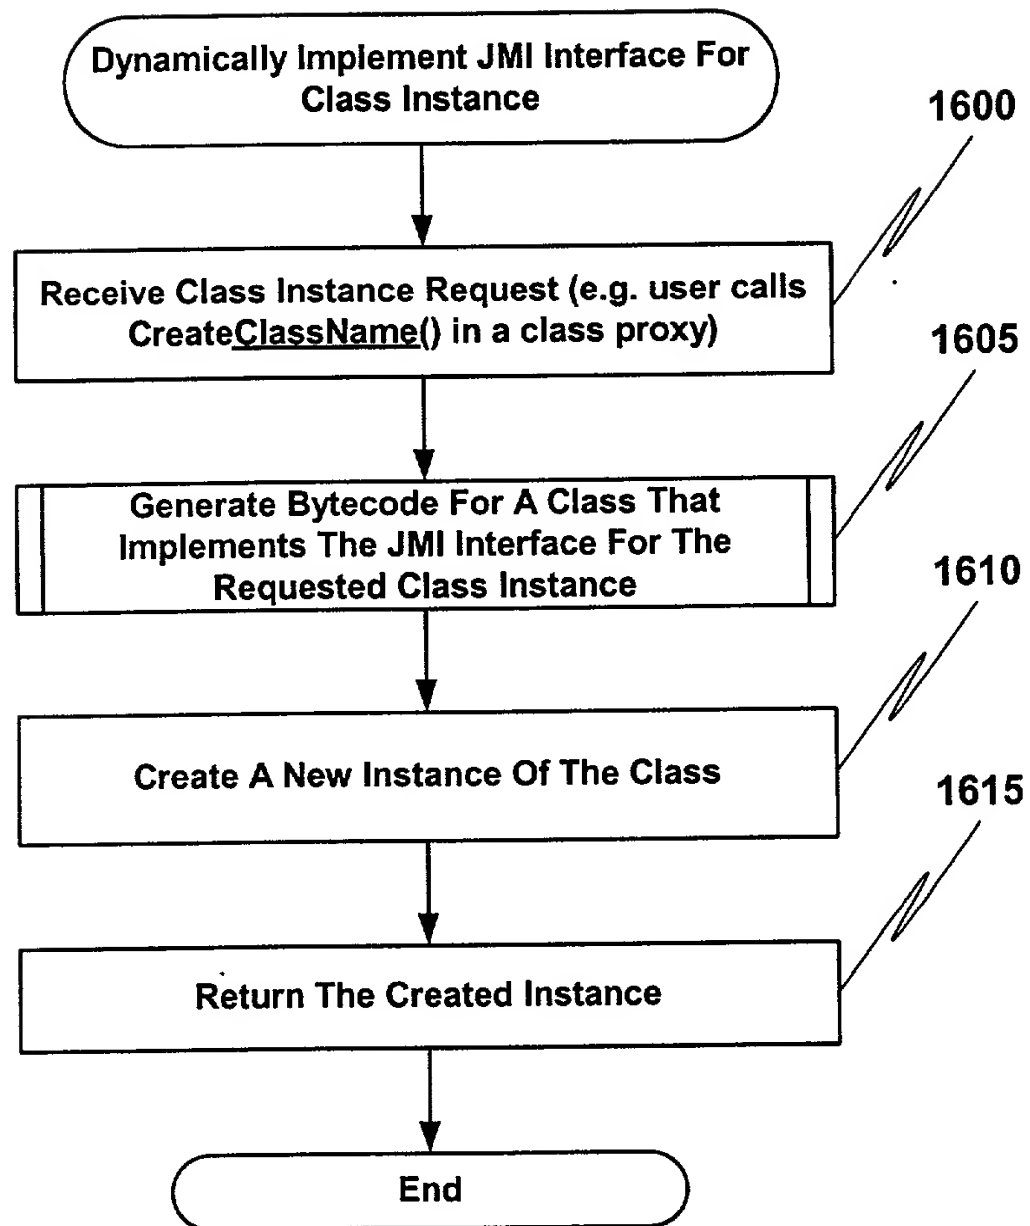 Dynamically Implement JMI Interface For
Class Instance
1600
Receive Class Instance Request (e.g. user calls
CreateClassName() in a class proxy)
1605
Generate Bytecode For A Class That
Implements The JMI Interface For The
Requested Class Instance
1610
Create A New Instance Of The Class
1615
Return The Created Instance
End